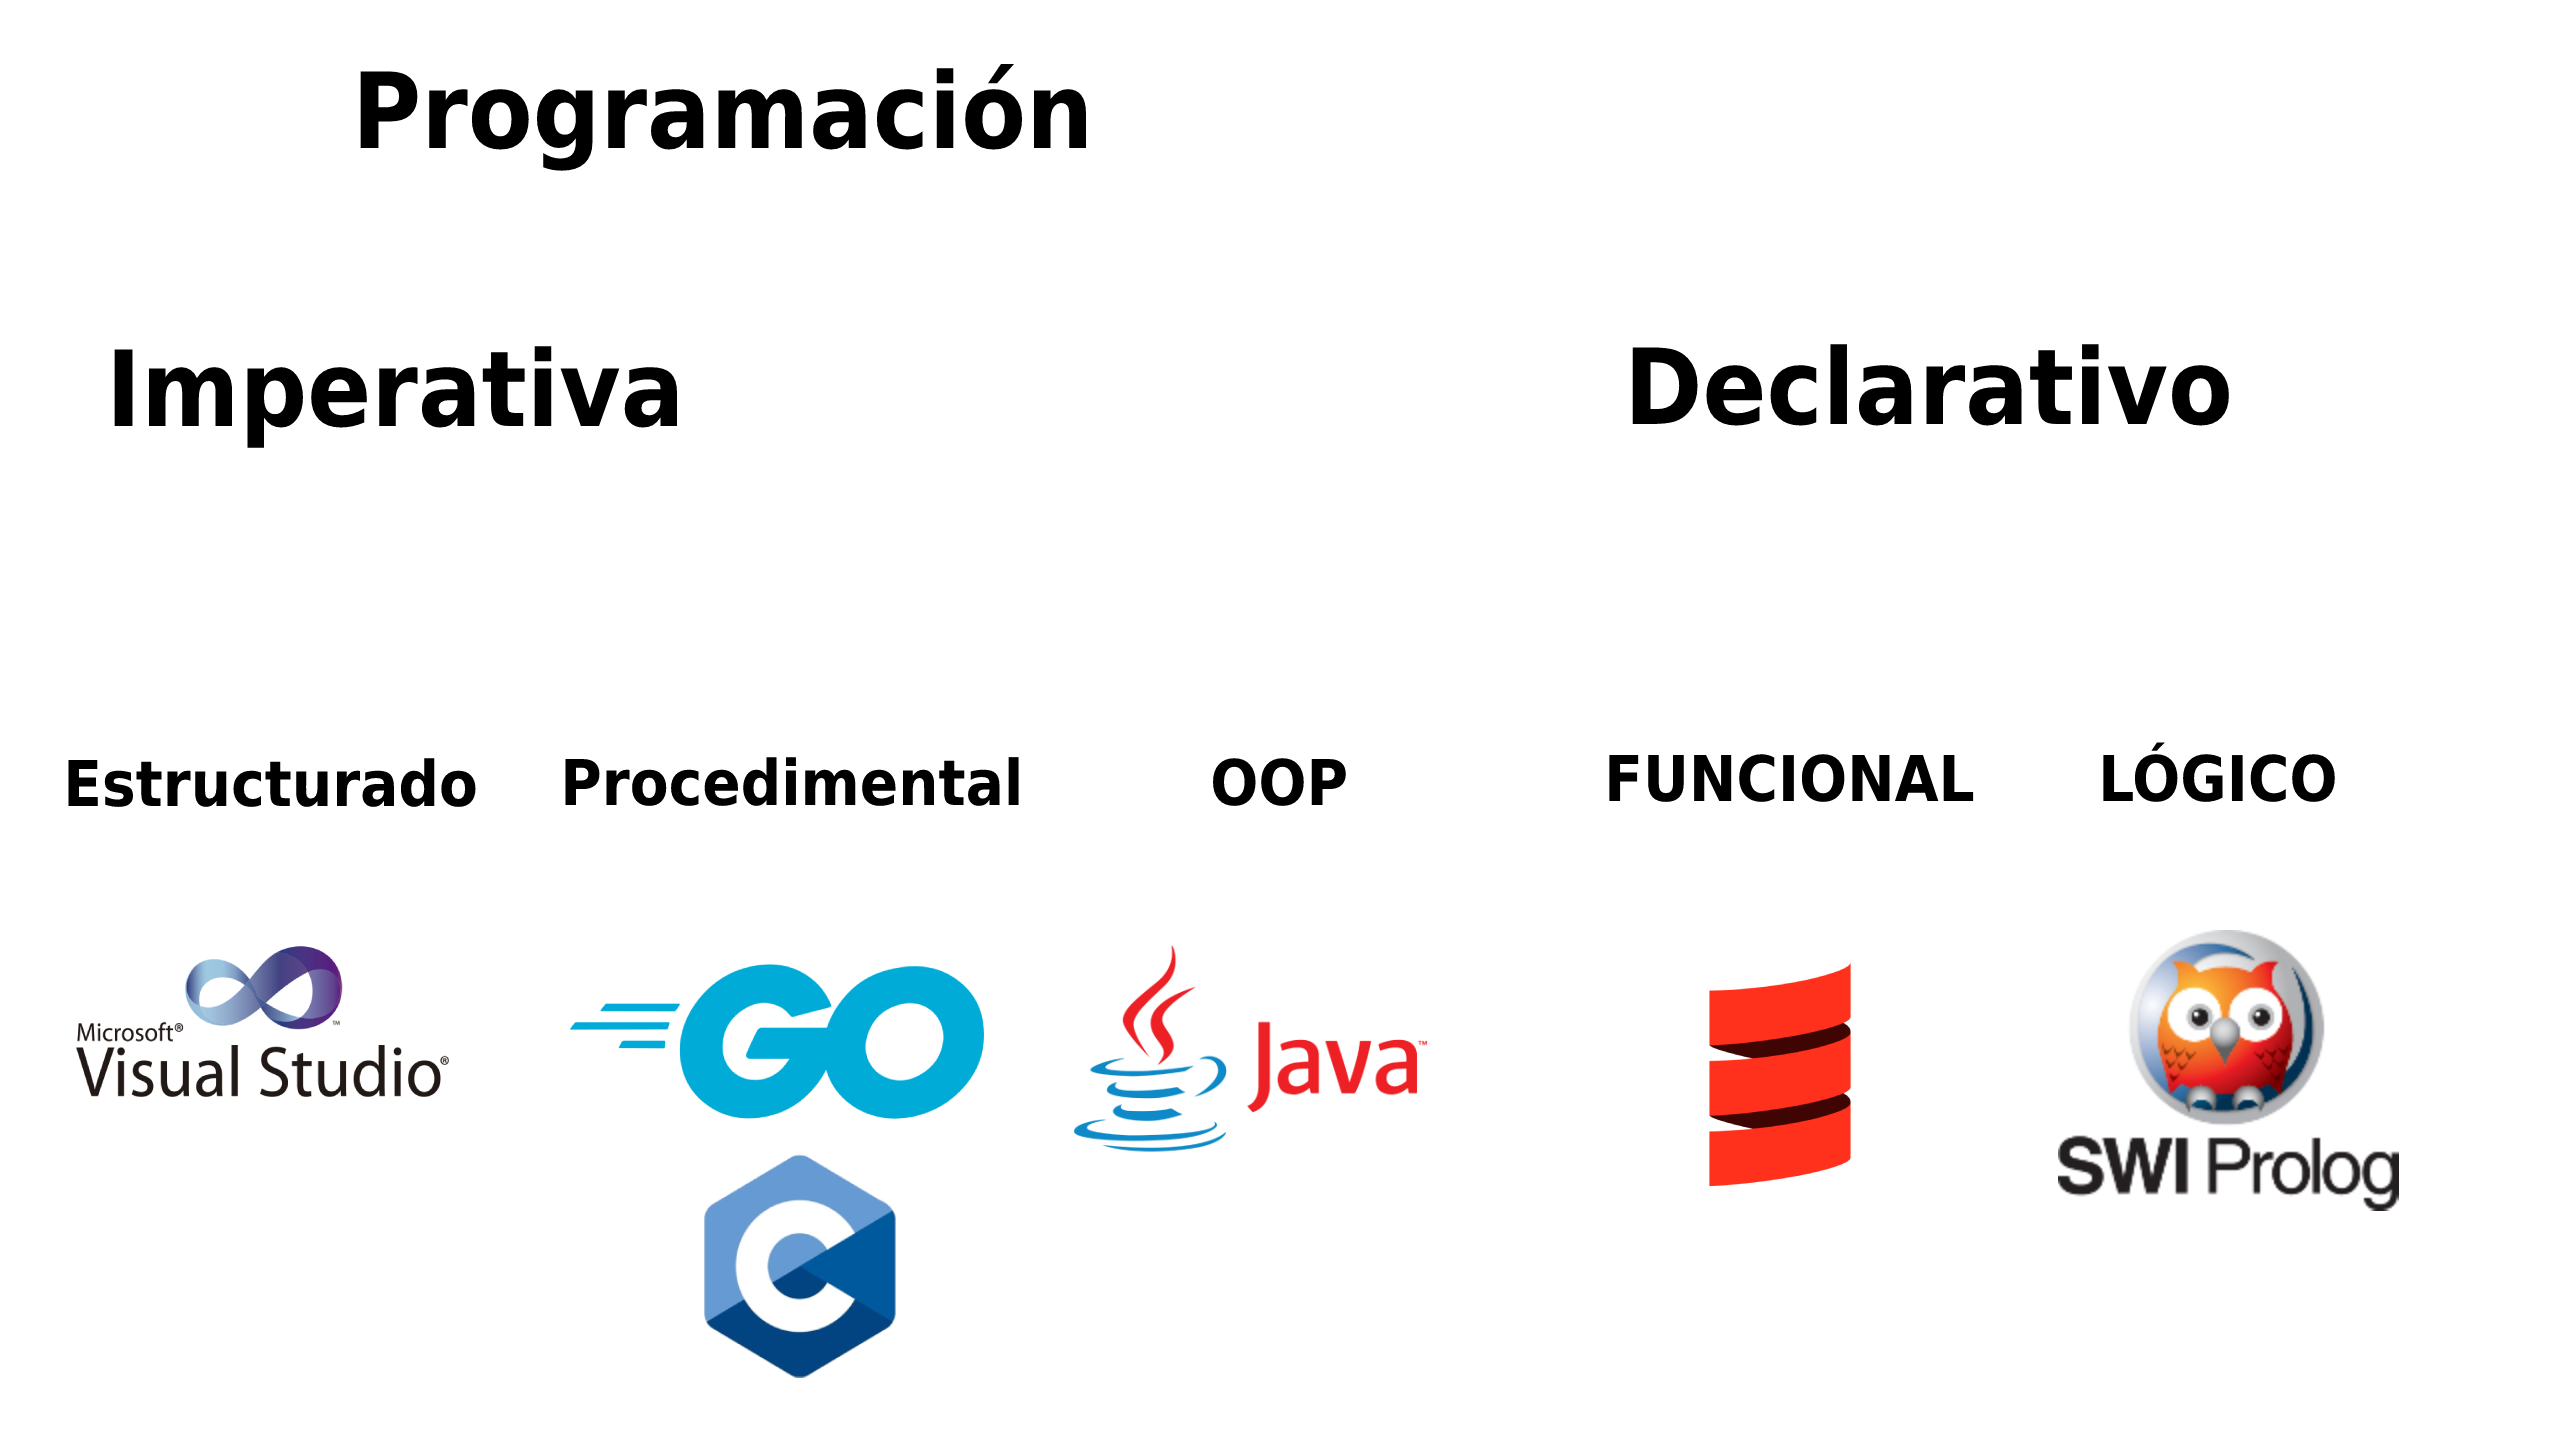 Programación
Imperativa
Declarativo
Estructurado
Procedimental
OOP
FUNCIONAL
LÓGICO
Microsoft®
Visual Studio®
GO
Java™
C
SWI Prolog